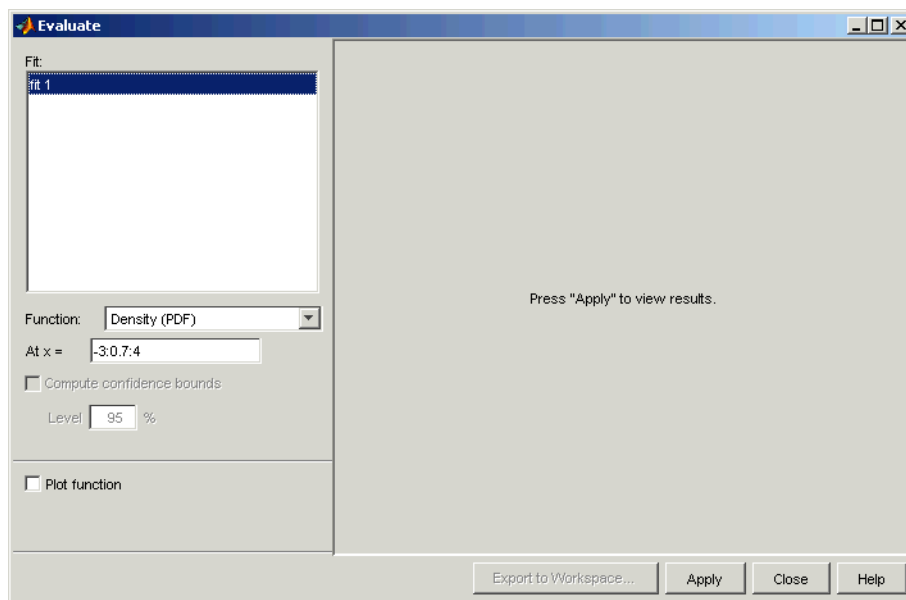 Evaluate
Fit:
fit 1
Function: Density (PDF)
At x = -3:0.7:4
Compute confidence bounds
Level 95 %
Plot function
Press "Apply" to view results.
Export to Workspace... Apply Close Help